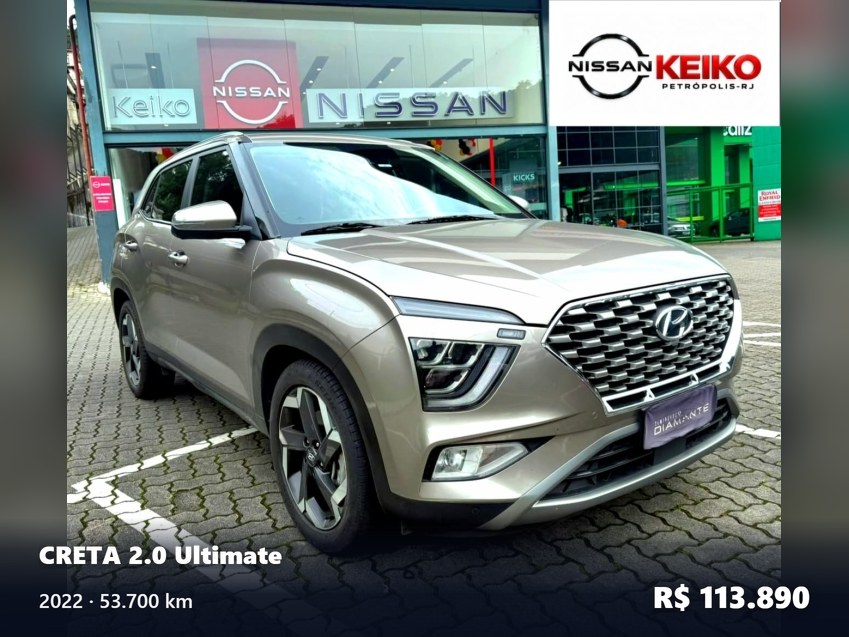 NISSAN KEIKO
PETRÓPOLIS-RJ
Keiko
NISSAN
NISSAN
KICKS
DIAMANTE
CRETA 2.0 Ultimate
2022 · 53.700 km
R$ 113.890